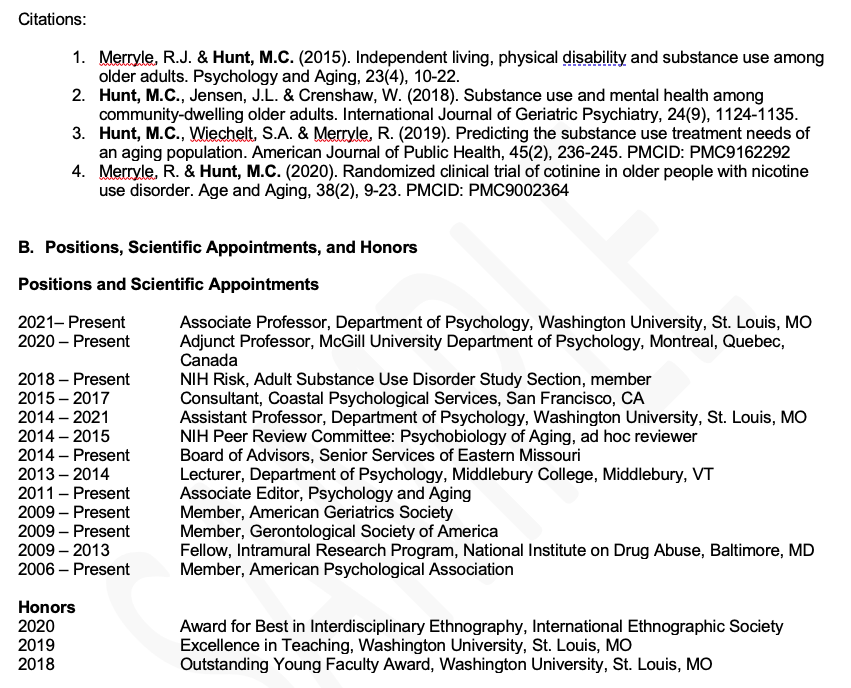 Citations:
1. Merryle, R.J. & Hunt, M.C. (2015). Independent living, physical disability and substance use among
older adults. Psychology and Aging, 23(4), 10-22.
2. Hunt, M.C., Jensen, J.L. & Crenshaw, W. (2018). Substance use and mental health among
community-dwelling older adults. International Journal of Geriatric Psychiatry, 24(9), 1124-1135.
3. Hunt, M.C., Wiechelt, S.A. & Merryle, R. (2019). Predicting the substance use treatment needs of
an aging population. American Journal of Public Health, 45(2), 236-245. PMCID: PMC9162292
4. Merryle, R. & Hunt, M.C. (2020). Randomized clinical trial of cotinine in older people with nicotine
use disorder. Age and Aging, 38(2), 9-23. PMCID: PMC9002364
B. Positions, Scientific Appointments, and Honors
Positions and Scientific Appointments
2021– Present Associate Professor, Department of Psychology, Washington University, St. Louis, MO
2020 – Present Adjunct Professor, McGill University Department of Psychology, Montreal, Quebec,
Canada
2018 – Present NIH Risk, Adult Substance Use Disorder Study Section, member
2015 – 2017 Consultant, Coastal Psychological Services, San Francisco, CA
2014 – 2021 Assistant Professor, Department of Psychology, Washington University, St. Louis, MO
2014 – 2015 NIH Peer Review Committee: Psychobiology of Aging, ad hoc reviewer
2014 – Present Board of Advisors, Senior Services of Eastern Missouri
2013 – 2014 Lecturer, Department of Psychology, Middlebury College, Middlebury, VT
2011 – Present Associate Editor, Psychology and Aging
2009 – Present Member, American Geriatrics Society
2009 – Present Member, Gerontological Society of America
2009 – 2013 Fellow, Intramural Research Program, National Institute on Drug Abuse, Baltimore, MD
2006 – Present Member, American Psychological Association
Honors
2020 Award for Best in Interdisciplinary Ethnography, International Ethnographic Society
2019 Excellence in Teaching, Washington University, St. Louis, MO
2018 Outstanding Young Faculty Award, Washington University, St. Louis, MO
SAMPLE